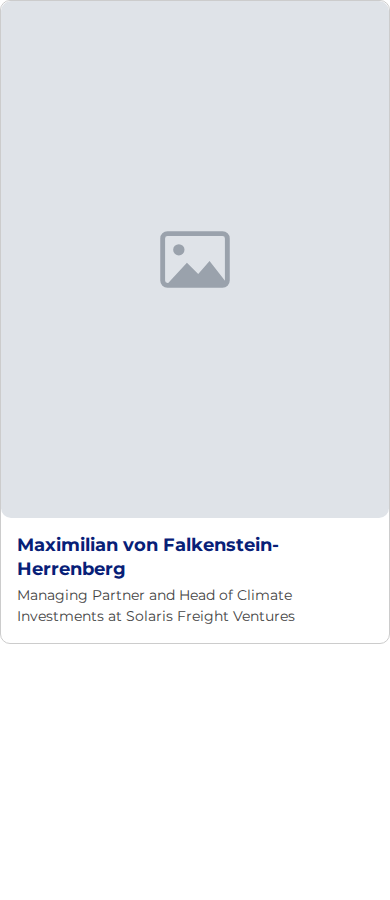 Maximilian von Falkenstein-
Herrenberg
Managing Partner and Head of Climate
Investments at Solaris Freight Ventures